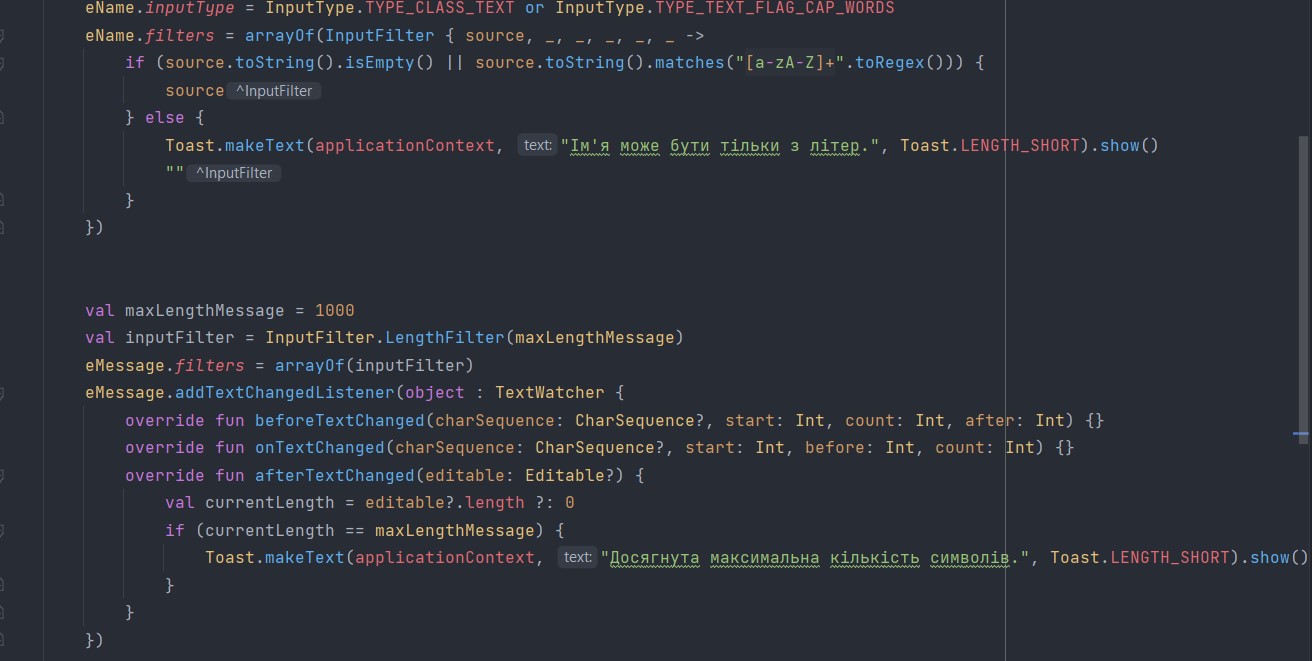 eName.inputType = InputType.TYPE_CLASS_TEXT or InputType.TYPE_TEXT_FLAG_CAP_WORDS
eName.filters = arrayOf(InputFilter { source, _, _, _, _, _ ->
if (source.toString().isEmpty() || source.toString().matches("[a-zA-Z]+".toRegex())) {
source ^InputFilter
} else {
Toast.makeText(applicationContext, text: "Ім'я може бути тільки з літер.", Toast.LENGTH_SHORT).show()
"" ^InputFilter
}
})
val maxLengthMessage = 1000
val inputFilter = InputFilter.LengthFilter(maxLengthMessage)
eMessage.filters = arrayOf(inputFilter)
eMessage.addTextChangedListener(object : TextWatcher {
override fun beforeTextChanged(charSequence: CharSequence?, start: Int, count: Int, after: Int) {}
override fun onTextChanged(charSequence: CharSequence?, start: Int, before: Int, count: Int) {}
override fun afterTextChanged(editable: Editable?) {
val currentLength = editable?.length ?: 0
if (currentLength == maxLengthMessage) {
Toast.makeText(applicationContext, text: "Досягнута максимальна кількість символів.", Toast.LENGTH_SHORT).show()
}
}
})